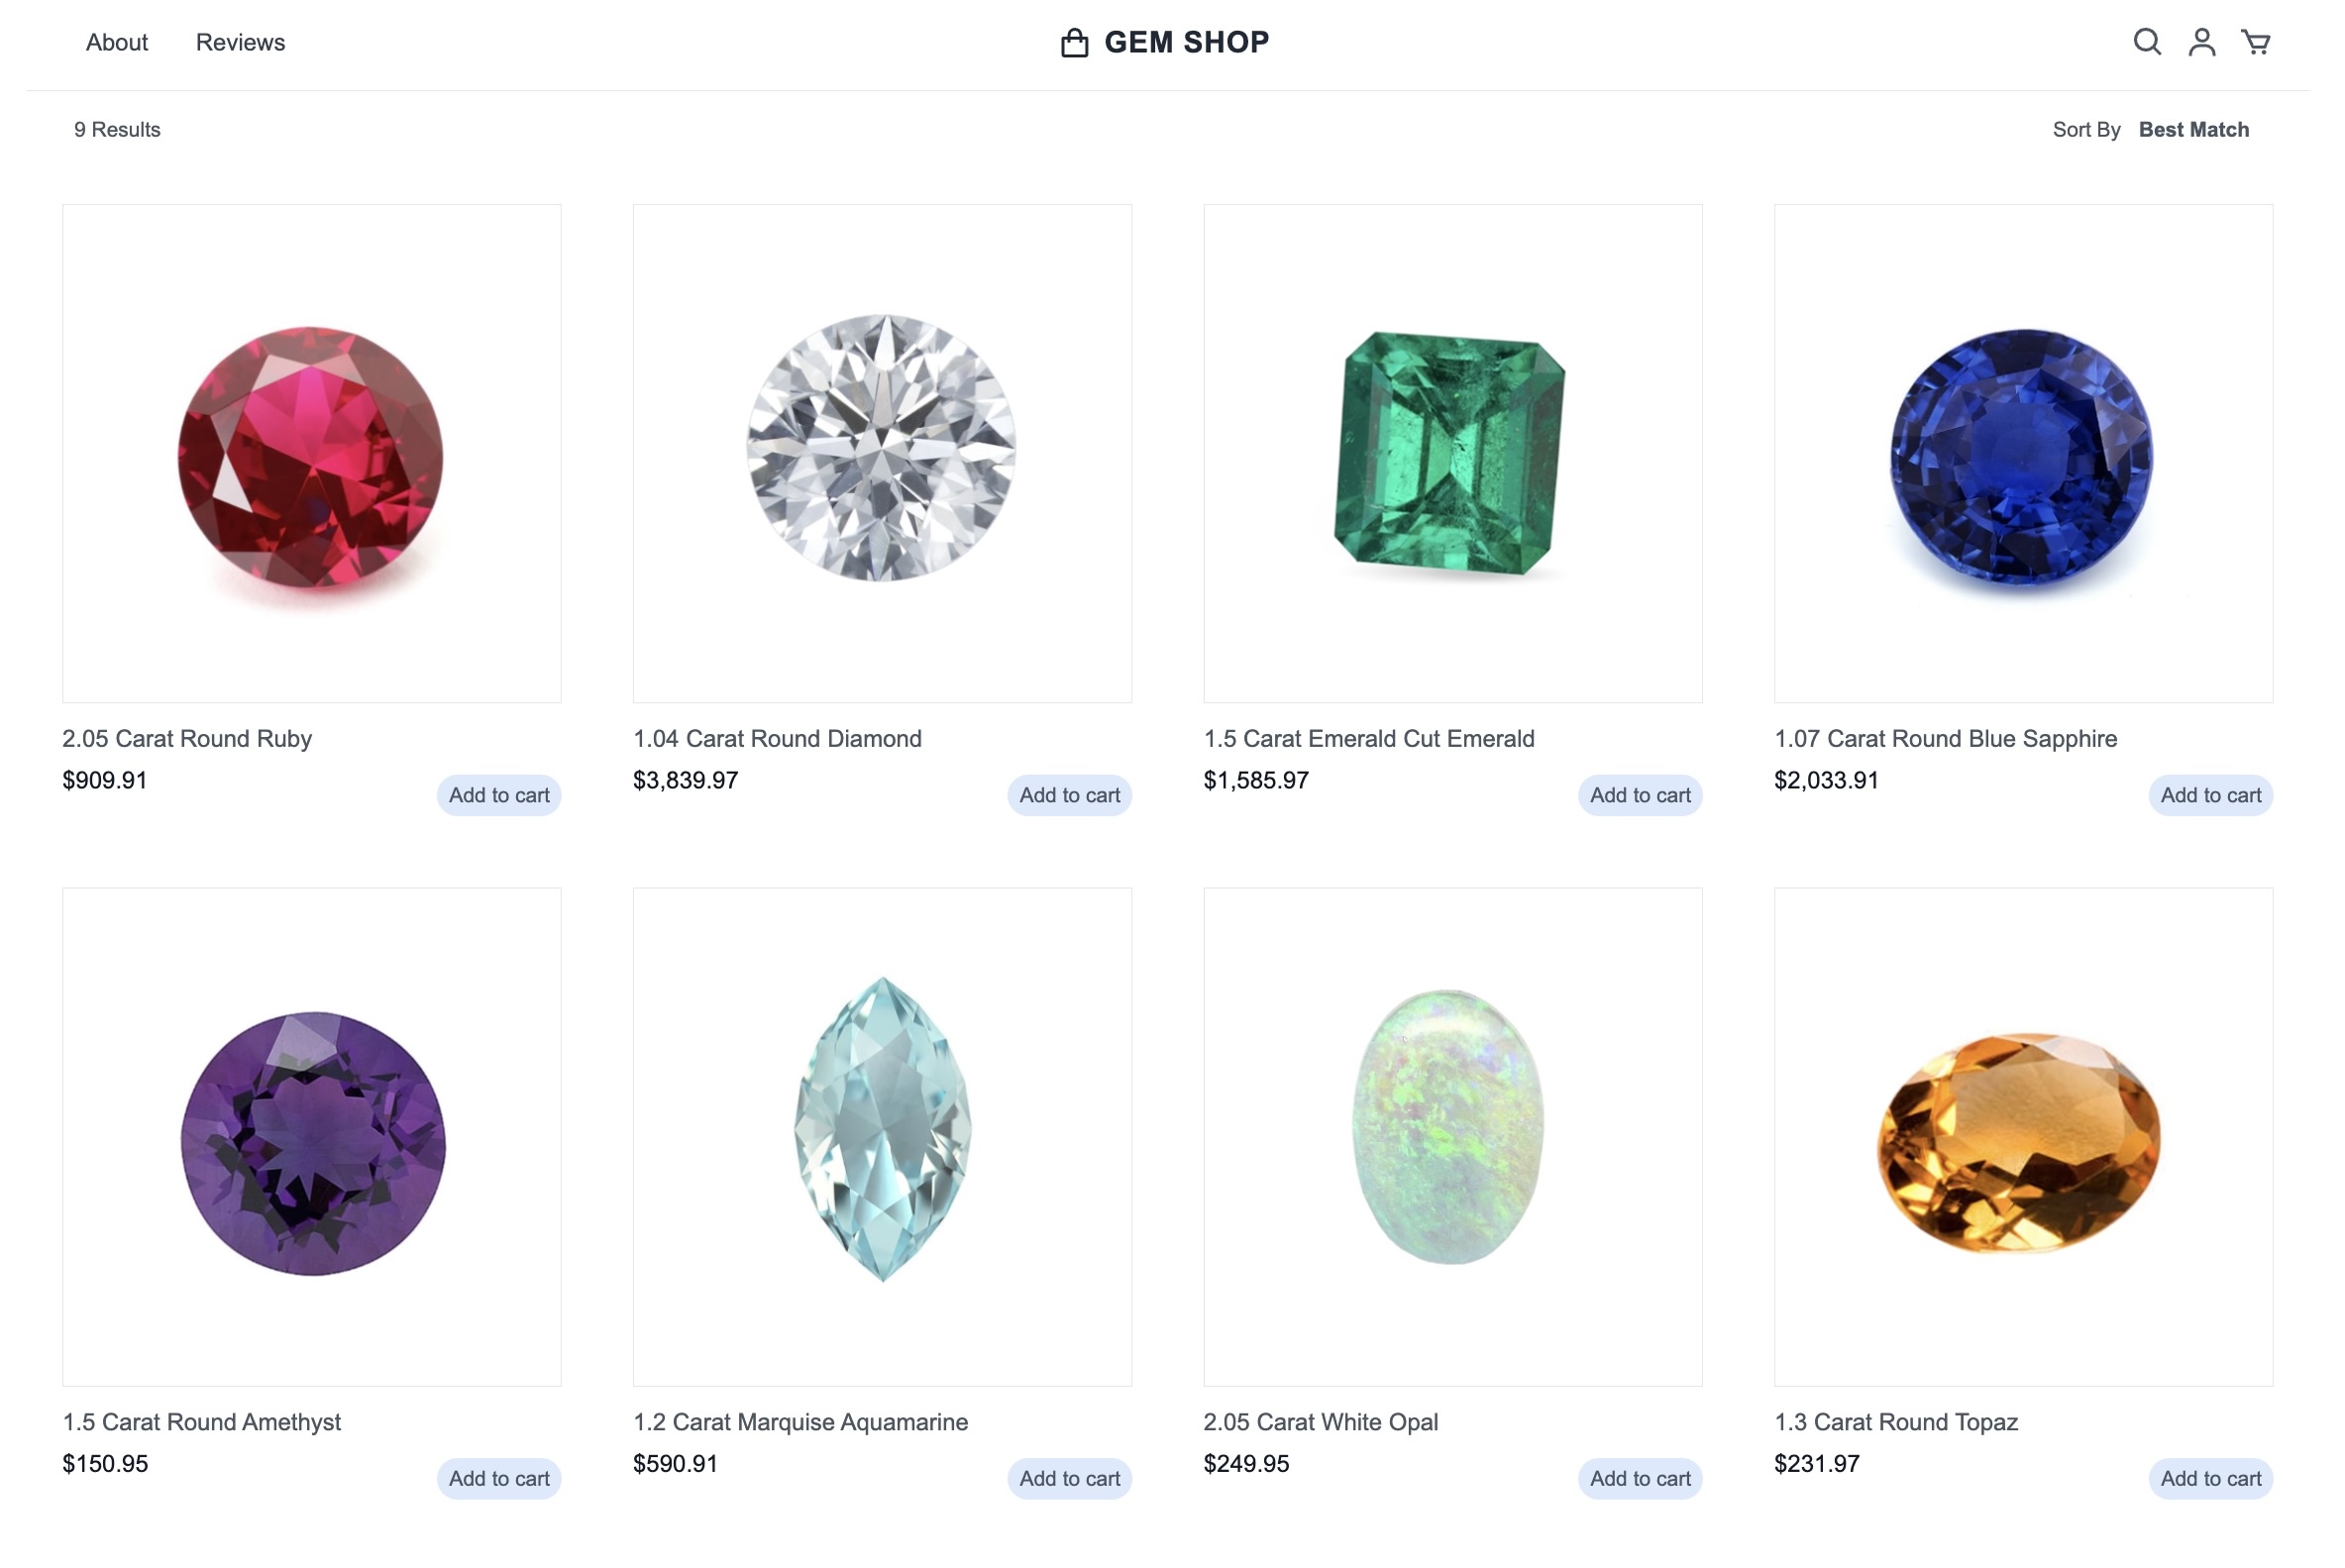 About Reviews GEM SHOP
9 Results Sort By Best Match
2.05 Carat Round Ruby
$909.91
Add to cart
1.04 Carat Round Diamond
$3,839.97
Add to cart
1.5 Carat Emerald Cut Emerald
$1,585.97
Add to cart
1.07 Carat Round Blue Sapphire
$2,033.91
Add to cart
1.5 Carat Round Amethyst
$150.95
Add to cart
1.2 Carat Marquise Aquamarine
$590.91
Add to cart
2.05 Carat White Opal
$249.95
Add to cart
1.3 Carat Round Topaz
$231.97
Add to cart